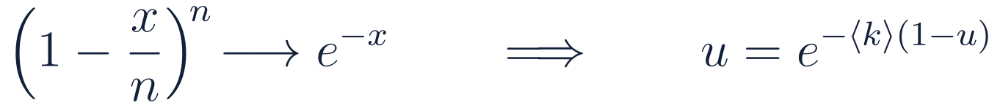 (1 − x/n)^n ⟶ e^{−x} ⟹ u = e^{−⟨k⟩(1−u)}